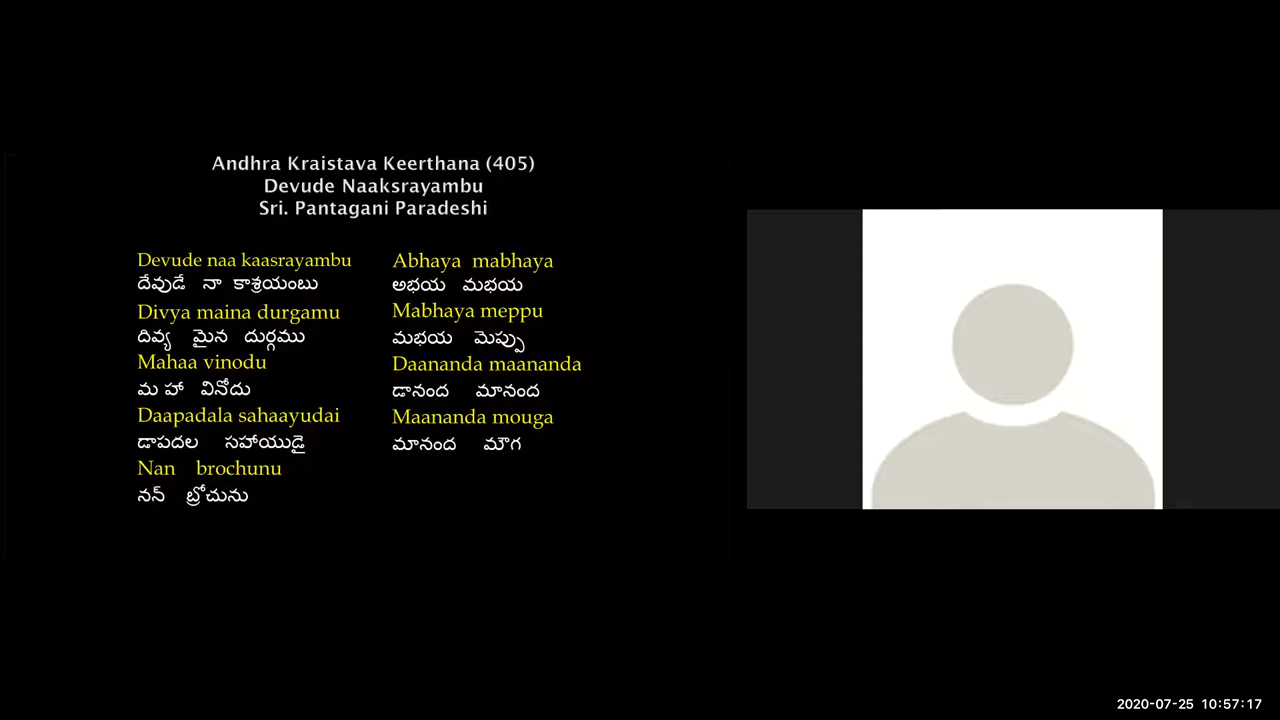 Andhra Kraistava Keerthana (405)
Devude Naaksrayambu
Sri. Pantagani Paradeshi
Devude naa kaasrayambu
దేవుడే నా కాశ్రయంబు
Divya maina durgamu
దివ్య మైన దుర్గము
Mahaa vinodu
మ హా వినోదు
Daapadala sahaayudai
డాపదల సహాయుడై
Nan brochunu
నన్ బ్రోచును
Abhaya mabhaya
అభయ మభయ
Mabhaya meppu
మభయ మెప్పు
Daananda maananda
డానంద మానంద
Maananda mouga
మానంద మౌగ
2020-07-25 10:57:17